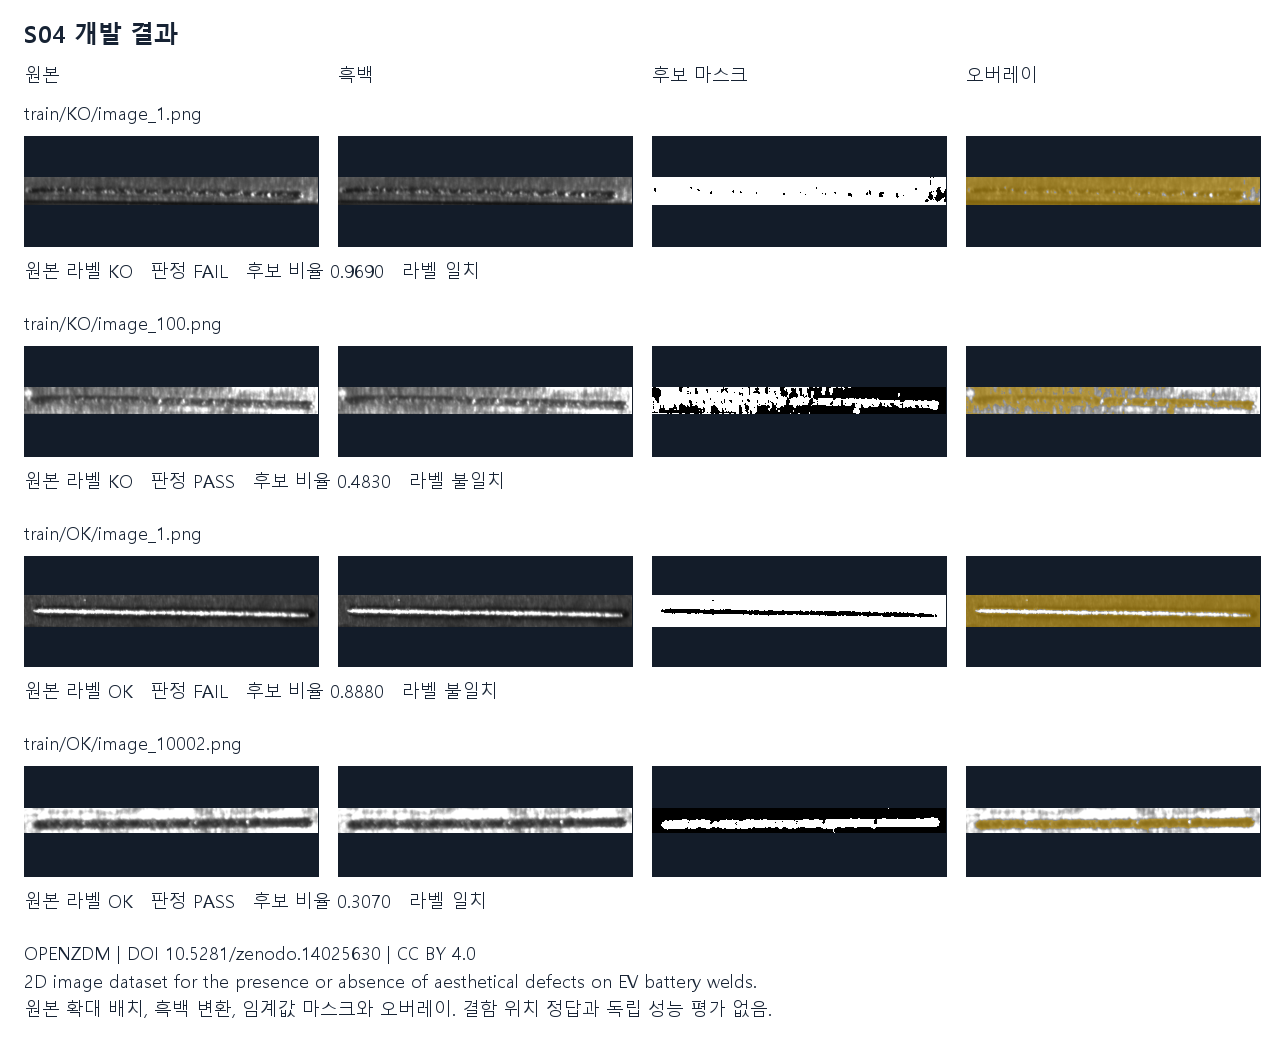 S04 개발 결과
원본 흑백 후보 마스크 오버레이
train/KO/image_1.png
원본 라벨 KO 판정 FAIL 후보 비율 0.9690 라벨 일치
train/KO/image_100.png
원본 라벨 KO 판정 PASS 후보 비율 0.4830 라벨 불일치
train/OK/image_1.png
원본 라벨 OK 판정 FAIL 후보 비율 0.8880 라벨 불일치
train/OK/image_10002.png
원본 라벨 OK 판정 PASS 후보 비율 0.3070 라벨 일치
OPENZDM | DOI 10.5281/zenodo.14025630 | CC BY 4.0
2D image dataset for the presence or absence of aesthetical defects on EV battery welds.
원본 확대 배치, 흑백 변환, 임계값 마스크와 오버레이. 결함 위치 정답과 독립 성능 평가 없음.